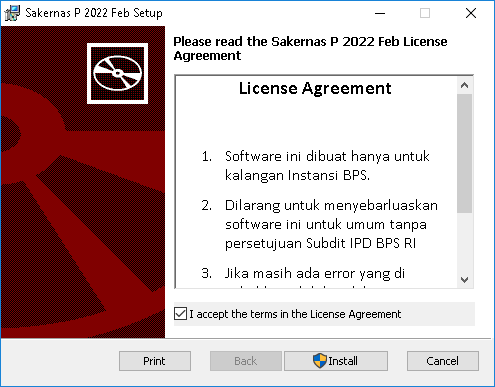 Sakernas P 2022 Feb Setup
Please read the Sakernas P 2022 Feb License
Agreement
License Agreement
1. Software ini dibuat hanya untuk
kalangan Instansi BPS.
2. Dilarang untuk menyebarluaskan
software ini untuk umum tanpa
persetujuan Subdit IPD BPS RI
3. Jika masih ada error yang di
I accept the terms in the License Agreement
Print
Back
Install
Cancel